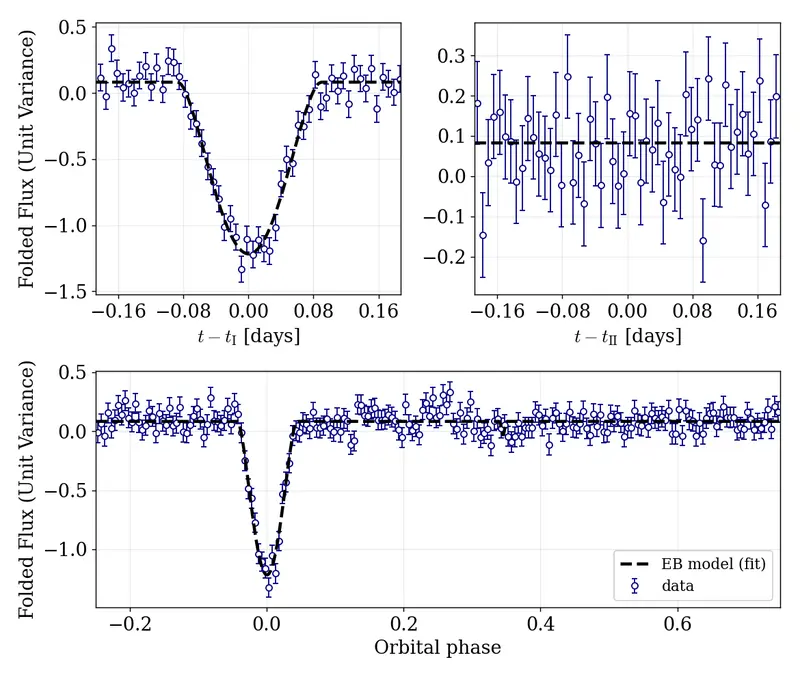 Folded Flux (Unit Variance)
0.5
0.0
−0.5
−1.0
−1.5
−0.16 −0.08 0.00 0.08 0.16
t − t_I [days]
0.3
0.2
0.1
0.0
−0.1
−0.2
−0.16 −0.08 0.00 0.08 0.16
t − t_II [days]
Folded Flux (Unit Variance)
0.5
0.0
−0.5
−1.0
−0.2 0.0 0.2 0.4 0.6
Orbital phase
EB model (fit)
data